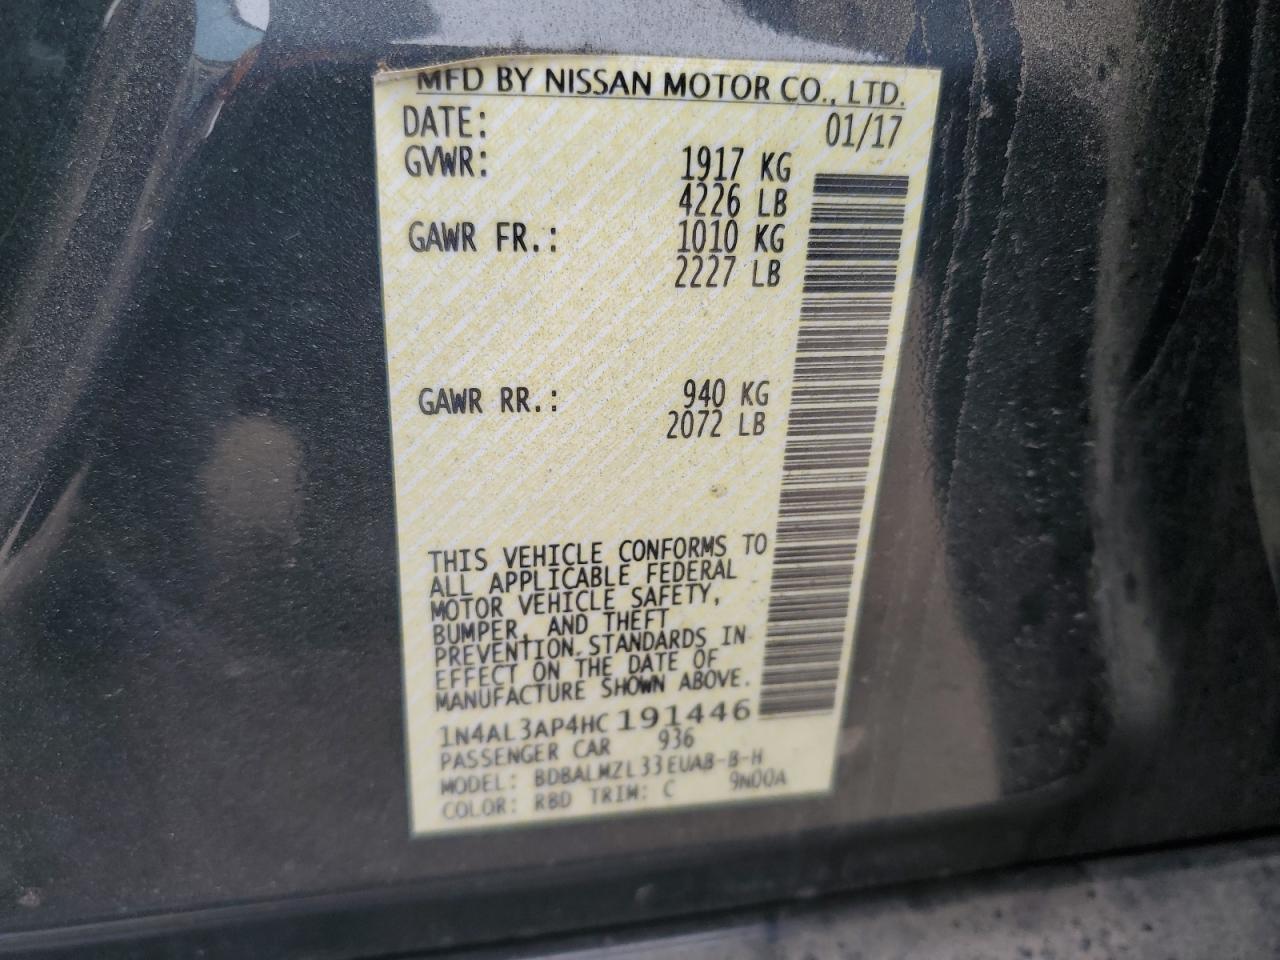 MFD BY NISSAN MOTOR CO., LTD.
DATE: 01/17
GVWR: 1917 KG
4226 LB
GAWR FR.: 1010 KG
2227 LB
GAWR RR.: 940 KG
2072 LB
THIS VEHICLE CONFORMS TO
ALL APPLICABLE FEDERAL
MOTOR VEHICLE SAFETY,
BUMPER, AND THEFT
PREVENTION STANDARDS IN
EFFECT ON THE DATE OF
MANUFACTURE SHOWN ABOVE.
1N4AL3AP4HC191446
PASSENGER CAR 936
MODEL: BDBALMZL33EUAB-B-H
COLOR: RBD TRIM: C 9N00A